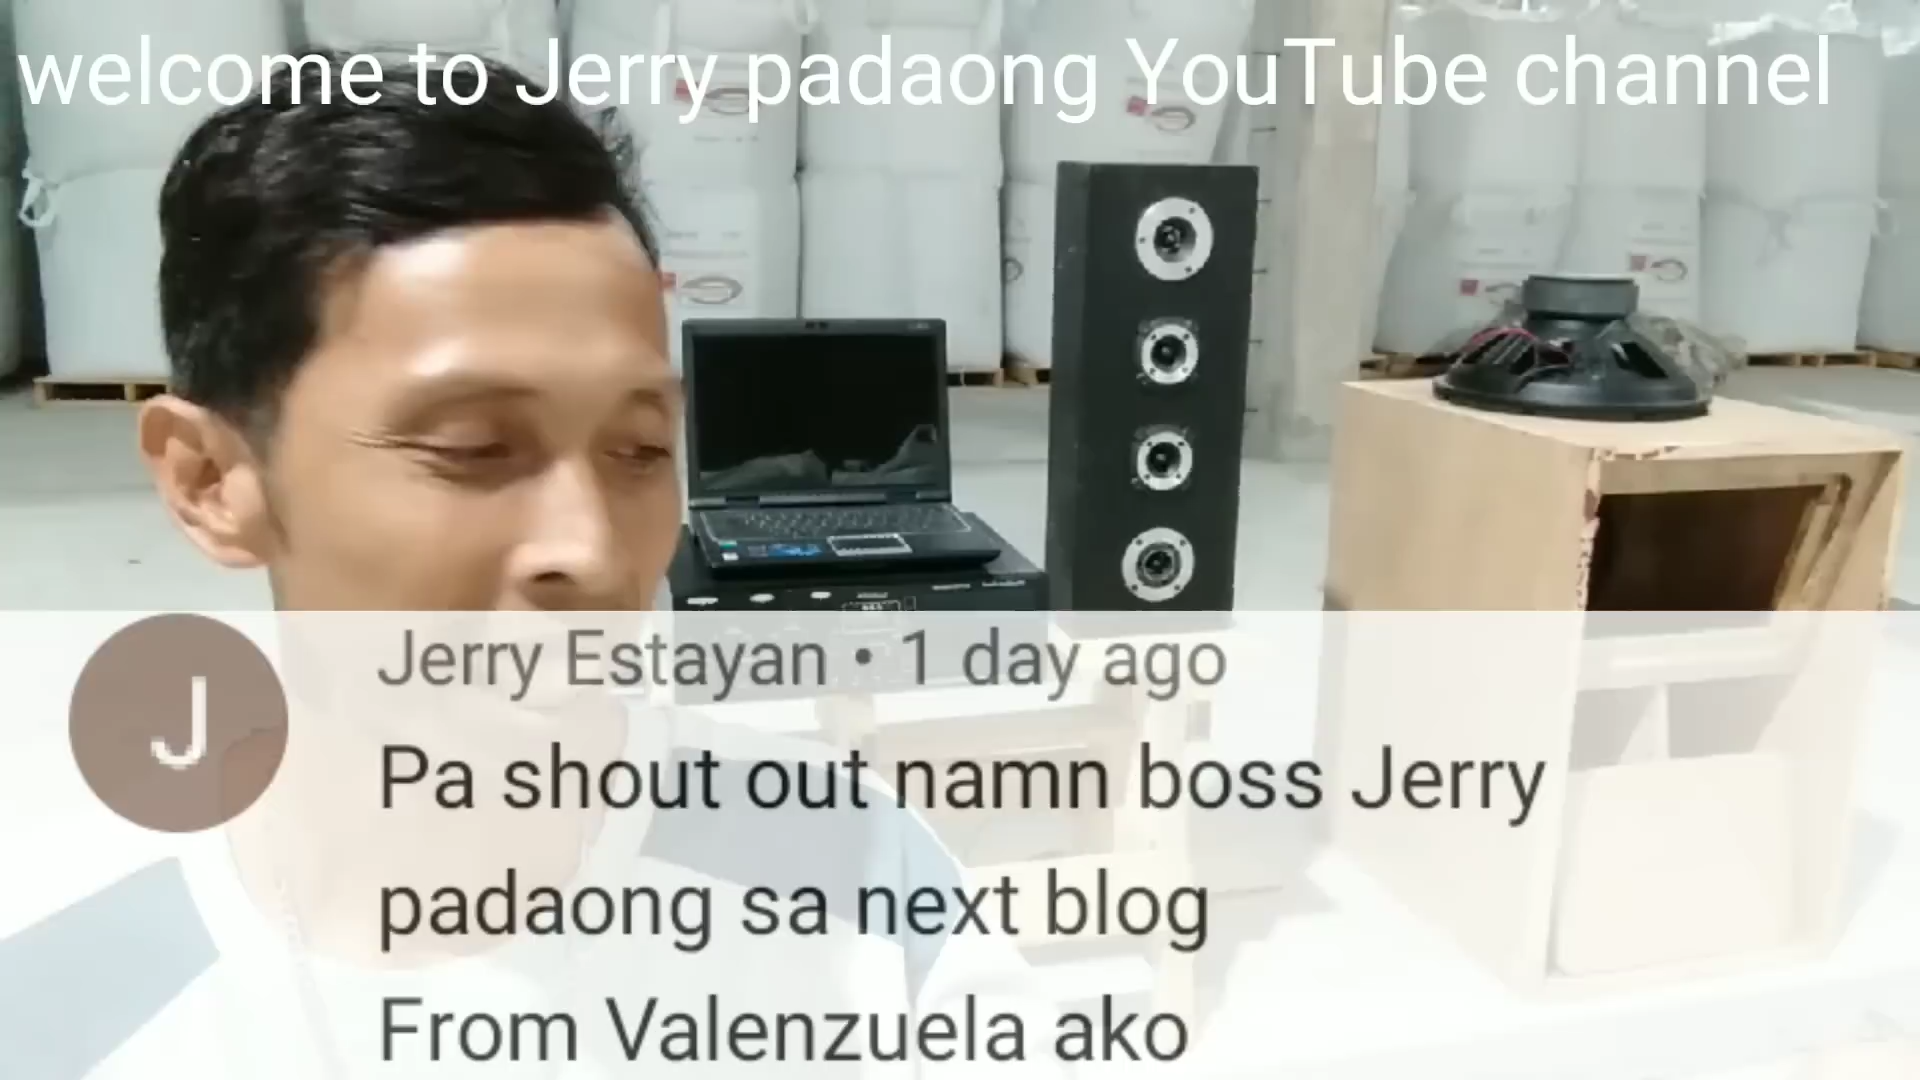 welcome to Jerry padaong YouTube channel
J
Jerry Estayan • 1 day ago
Pa shout out namn boss Jerry
padaong sa next blog
From Valenzuela ako